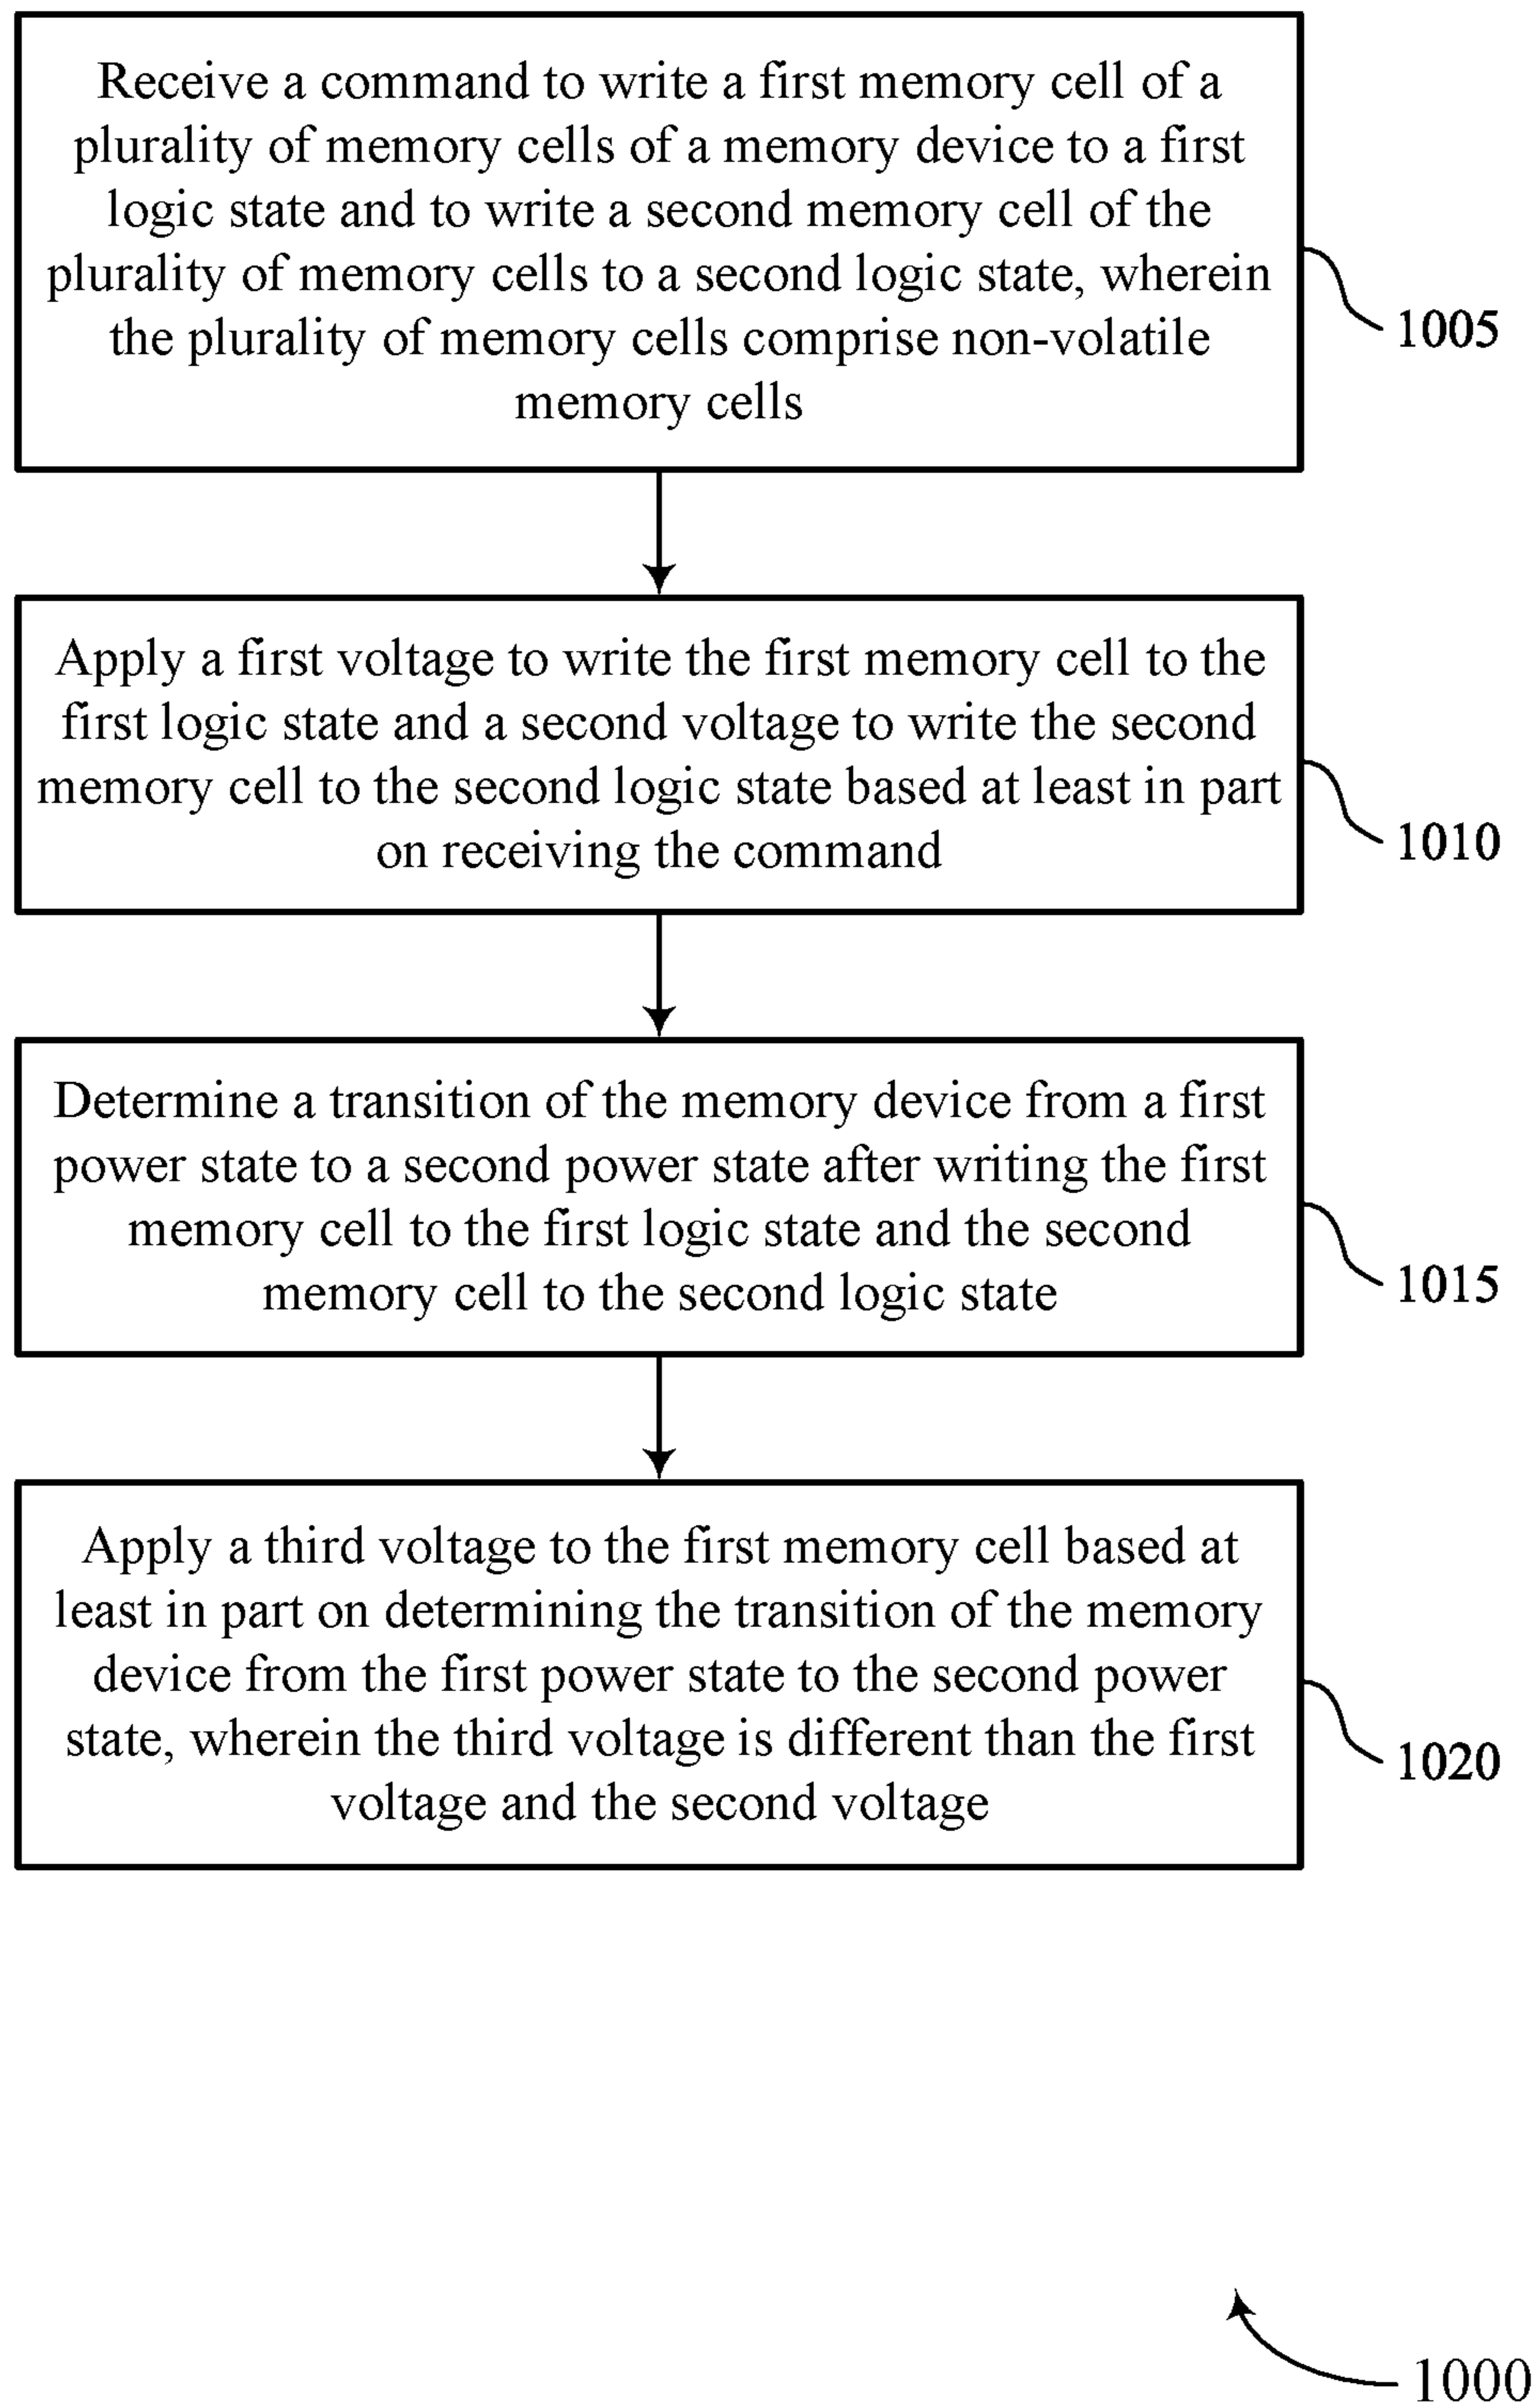 Receive a command to write a first memory cell of a
plurality of memory cells of a memory device to a first
logic state and to write a second memory cell of the
plurality of memory cells to a second logic state, wherein
the plurality of memory cells comprise non-volatile
memory cells
1005
Apply a first voltage to write the first memory cell to the
first logic state and a second voltage to write the second
memory cell to the second logic state based at least in part
on receiving the command
1010
Determine a transition of the memory device from a first
power state to a second power state after writing the first
memory cell to the first logic state and the second
memory cell to the second logic state
1015
Apply a third voltage to the first memory cell based at
least in part on determining the transition of the memory
device from the first power state to the second power
state, wherein the third voltage is different than the first
voltage and the second voltage
1020
1000